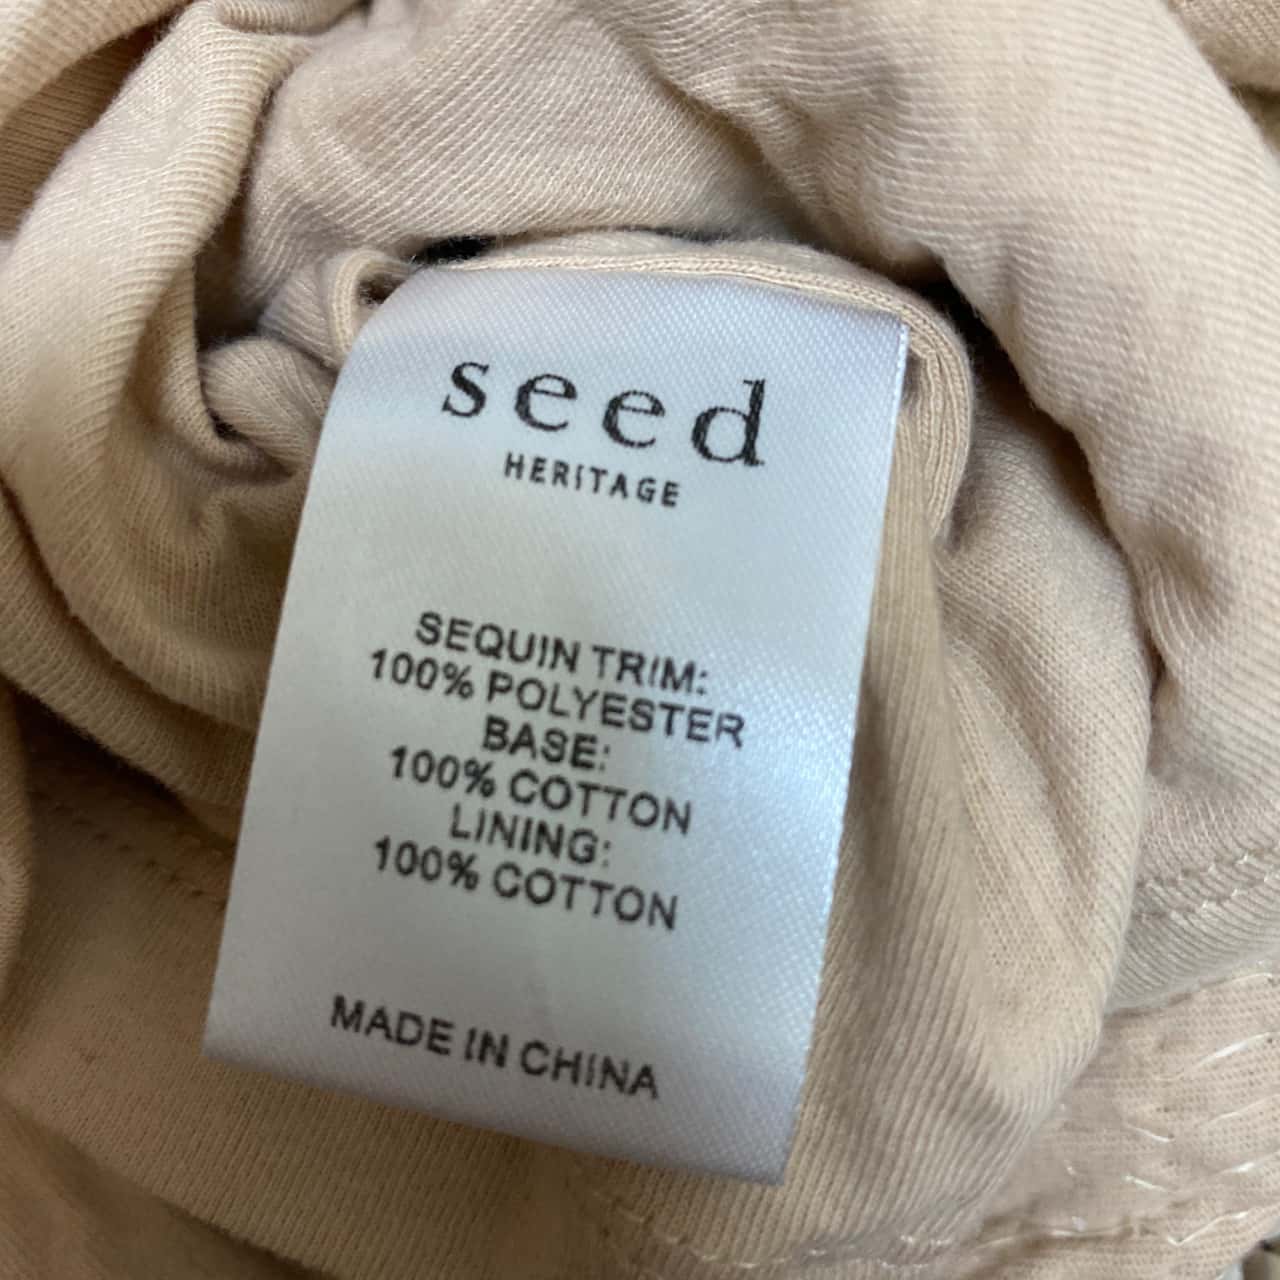 seed
HERITAGE
SEQUIN TRIM:
100% POLYESTER
BASE:
100% COTTON
LINING:
100% COTTON
MADE IN CHINA